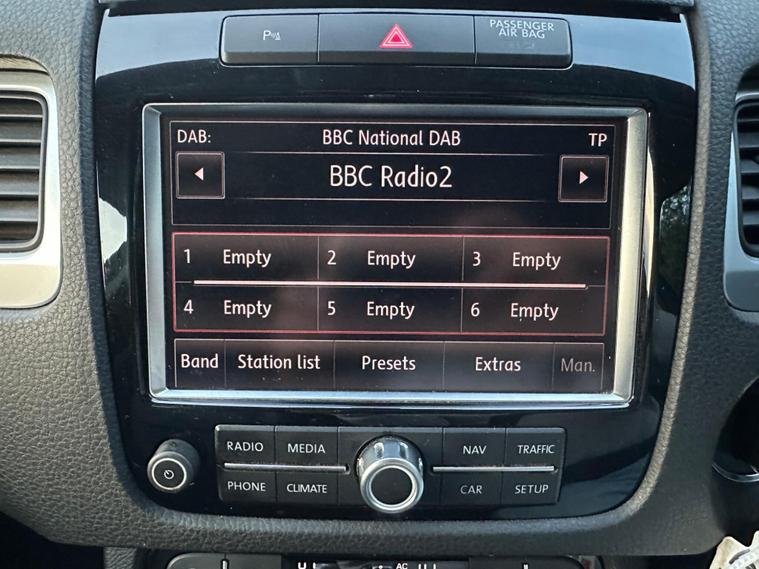 P
PASSENGER
AIR BAG
DAB: BBC National DAB TP
BBC Radio2
1 Empty 2 Empty 3 Empty
4 Empty 5 Empty 6 Empty
Band Station list Presets Extras Man.
RADIO MEDIA NAV TRAFFIC
PHONE CLIMATE CAR SETUP
AC